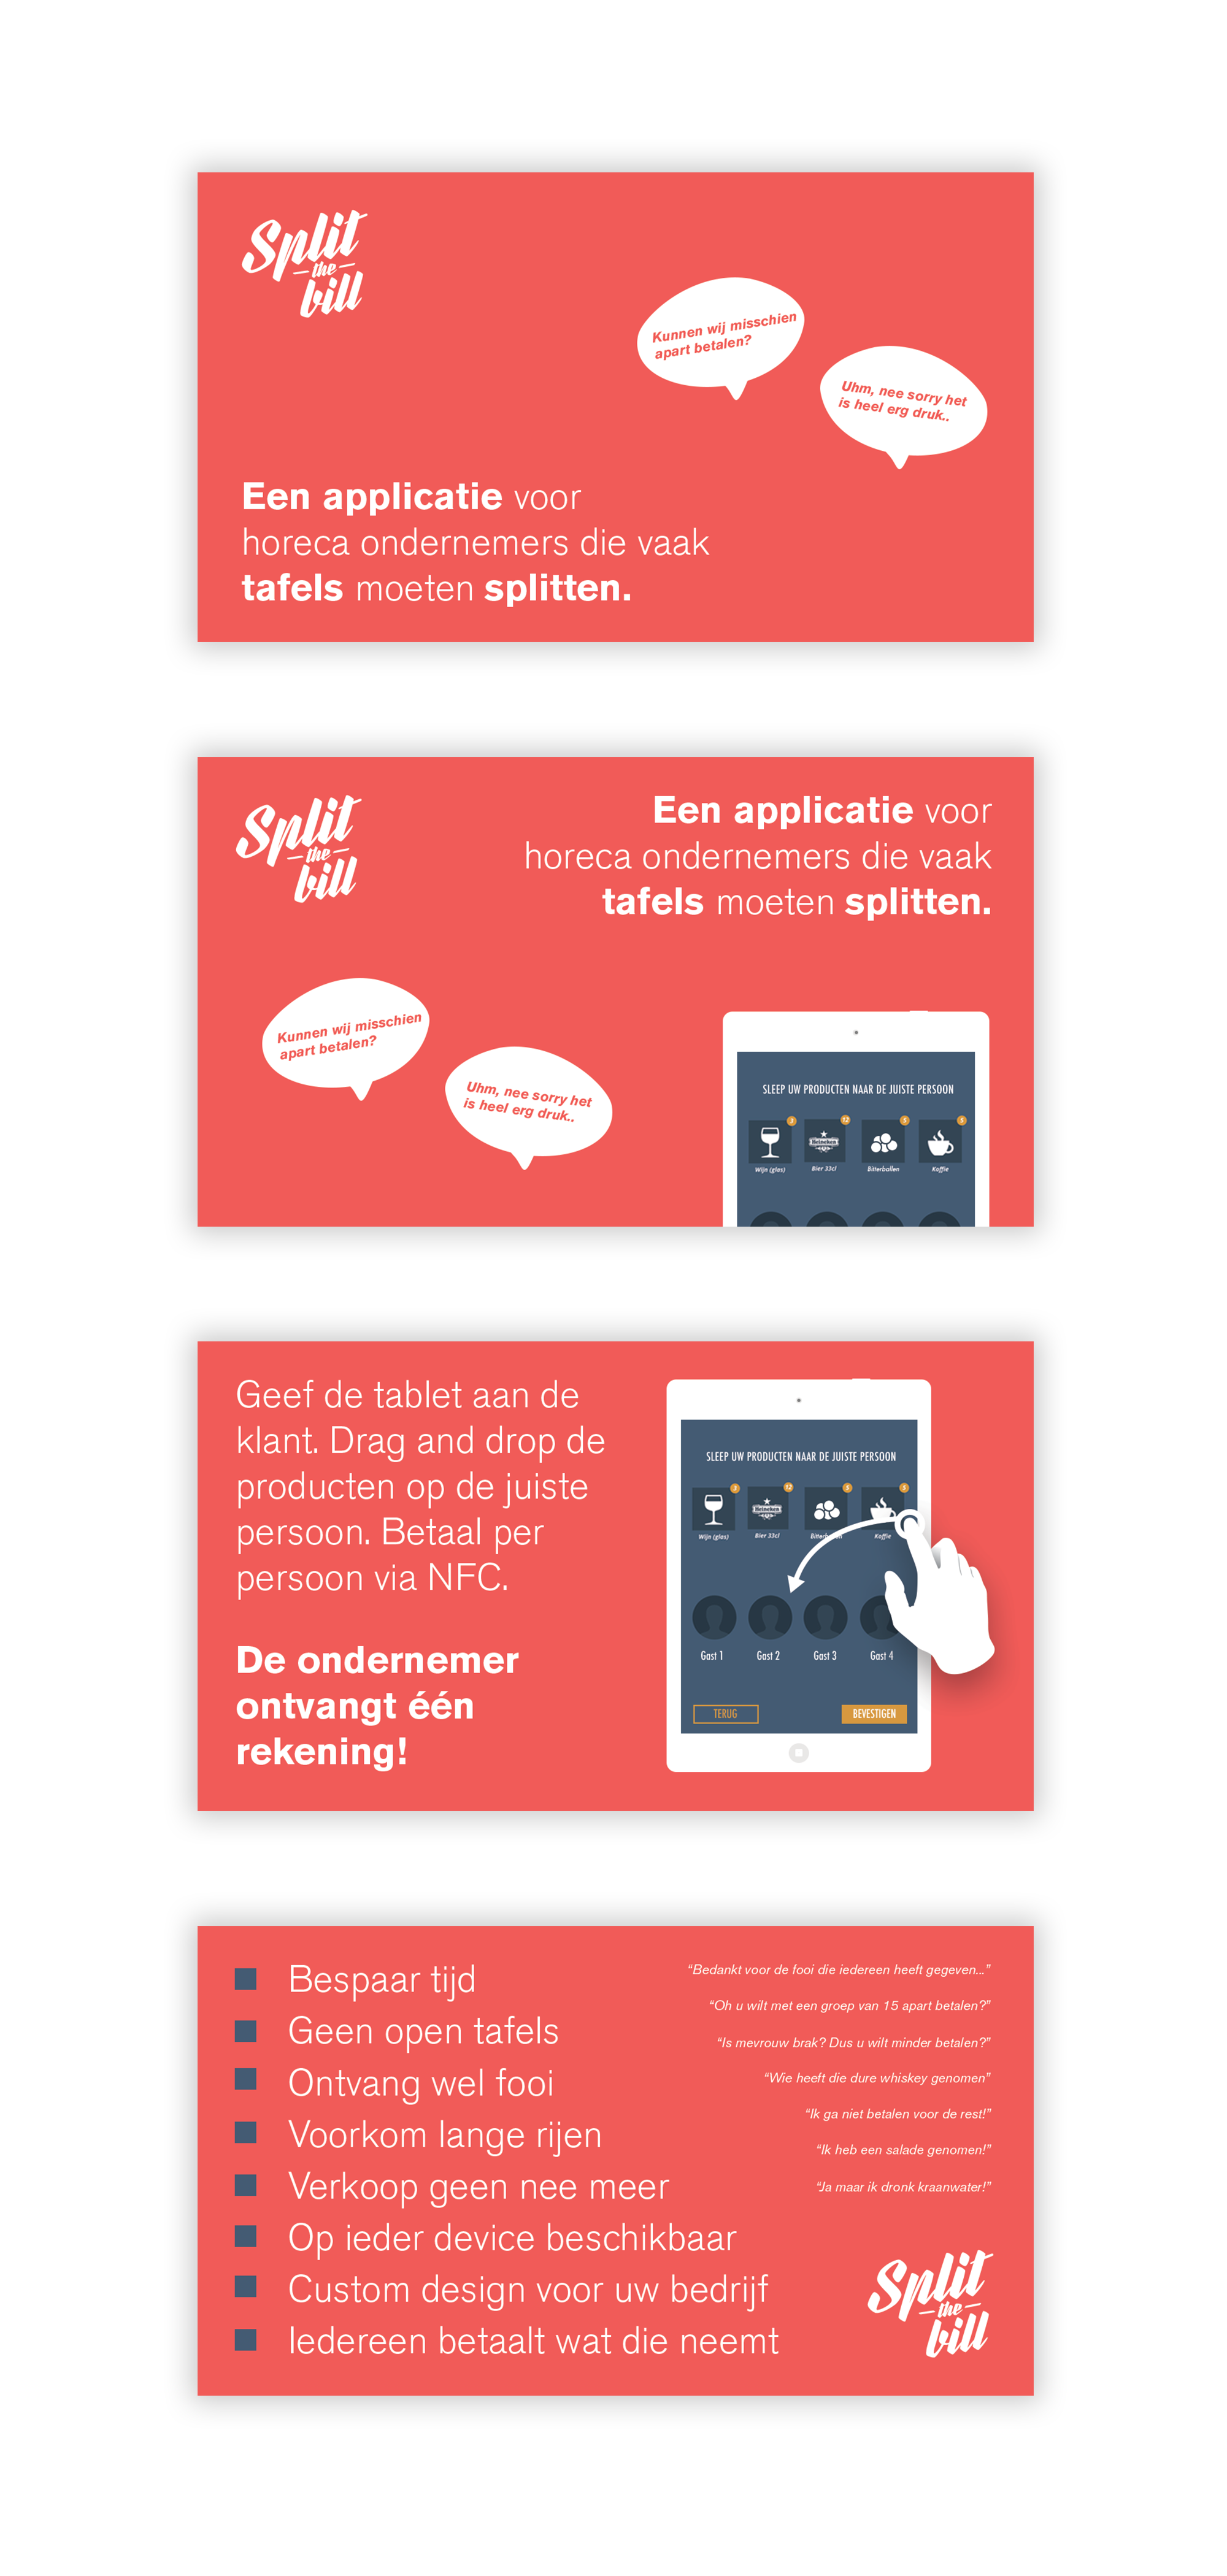 Split
the
bill
Kunnen wij misschien
apart betalen?
Uhm, nee sorry het
is heel erg druk..
Een applicatie voor
horeca ondernemers die vaak
tafels moeten splitten.
Split
the
bill
Een applicatie voor
horeca ondernemers die vaak
tafels moeten splitten.
Kunnen wij misschien
apart betalen?
Uhm, nee sorry het
is heel erg druk..
SLEEP UW PRODUCTEN NAAR DE JUISTE PERSOON
3 12 5 5
Heineken
Wijn (glas) Bier 33cl Bitterballen Koffie
Geef de tablet aan de
klant. Drag and drop de
producten op de juiste
persoon. Betaal per
persoon via NFC.
De ondernemer
ontvangt één
rekening!
SLEEP UW PRODUCTEN NAAR DE JUISTE PERSOON
3 12 5 5
Heineken
Wijn (glas) Bier 33cl Bitterballen Koffie
Gast 1 Gast 2 Gast 3 Gast 4
TERUG BEVESTIGEN
Bespaar tijd
Geen open tafels
Ontvang wel fooi
Voorkom lange rijen
Verkoop geen nee meer
Op ieder device beschikbaar
Custom design voor uw bedrijf
Iedereen betaalt wat die neemt
“Bedankt voor de fooi die iedereen heeft gegeven...”
“Oh u wilt met een groep van 15 apart betalen?”
“Is mevrouw brak? Dus u wilt minder betalen?”
“Wie heeft die dure whiskey genomen”
“Ik ga niet betalen voor de rest!”
“Ik heb een salade genomen!”
“Ja maar ik dronk kraanwater!”
Split
the
bill